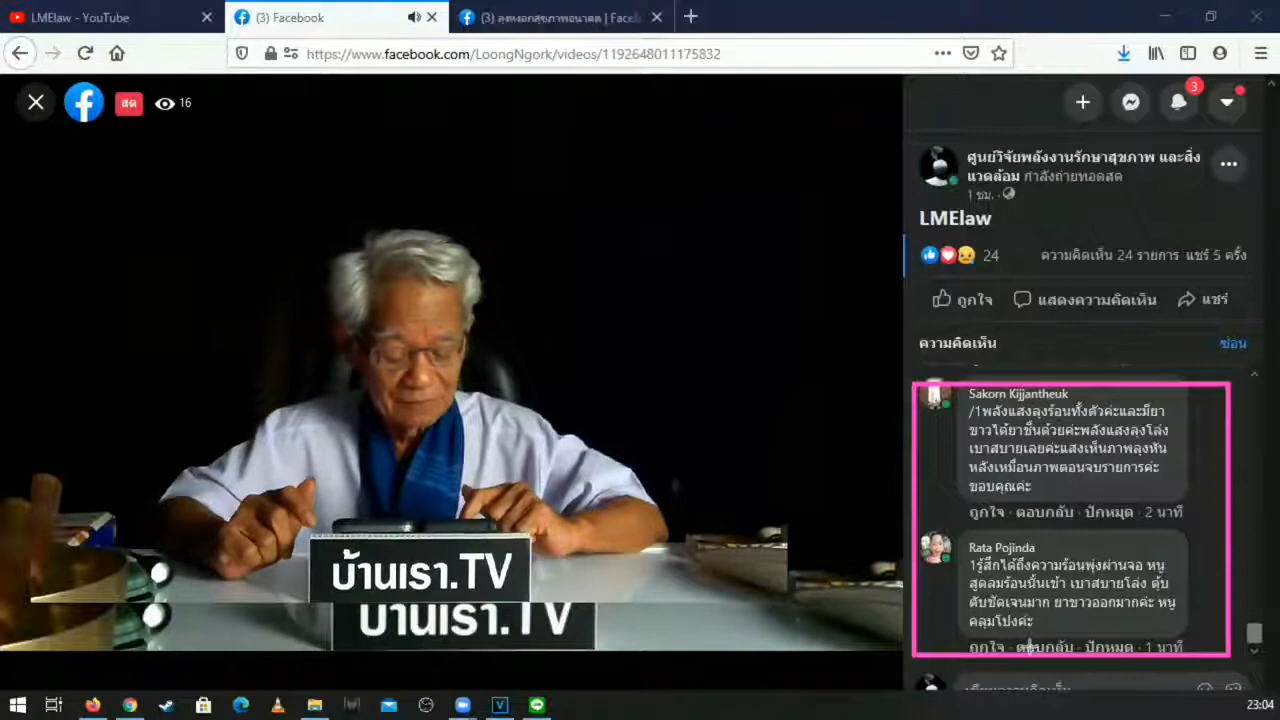 LMElaw - YouTube
(3) Facebook
(3) ลุงหงอกสุขภาพอนาคต | Face
https://www.facebook.com/LoongNgork/videos/1192648011175832
สด
16
3
ศูนย์วิจัยพลังงานรักษาสุขภาพ และสิ่ง
แวดล้อม กำลังถ่ายทอดสด
1 ชม.
LMElaw
24
ความคิดเห็น 24 รายการ แชร์ 5 ครั้ง
ถูกใจ
แสดงความคิดเห็น
แชร์
ความคิดเห็น
ซ่อน
Sakorn Kijjantheuk
/1พลังแสงลุงร้อนทั้งตัวค่ะและมียา
ขาวได้ยาชื้นด้วยค่ะพลังแสงลุงโล่ง
เบาสบายเลยค่ะแสงเห็นภาพลุงหัน
หลังเหมือนภาพตอนจบรายการค่ะ
ขอบคุณค่ะ
ถูกใจ · ตอบกลับ · ปักหมุด · 2 นาที
Rata Pojinda
1รู้สึกได้ถึงความร้อนพุ่งผ่านจอ หนู
สูดลมร้อนนั้นเข้า เบาสบายโล่ง ตุ้บ
ตับชัดเจนมาก ยาขาวออกมากค่ะ หนู
คลุมโปงค่ะ
ถูกใจ · ตอบกลับ · ปักหมุด · 1 นาที
บ้านเรา.TV
บานเรา.TV
23:04